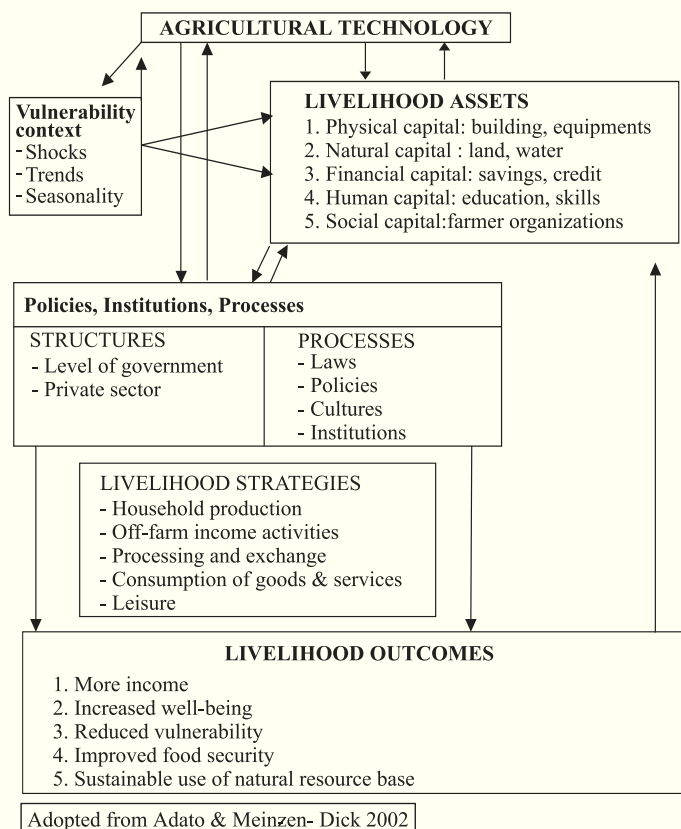 AGRICULTURAL TECHNOLOGY
Vulnerability
context
-Shocks
-Trends
-Seasonality
LIVELIHOOD ASSETS
1. Physical capital: building, equipments
2. Natural capital : land, water
3. Financial capital: savings, credit
4. Human capital: education, skills
5. Social capital:farmer organizations
Policies, Institutions, Processes
STRUCTURES
- Level of government
- Private sector
PROCESSES
- Laws
- Policies
- Cultures
- Institutions
LIVELIHOOD STRATEGIES
- Household production
- Off-farm income activities
- Processing and exchange
- Consumption of goods & services
- Leisure
LIVELIHOOD OUTCOMES
1. More income
2. Increased well-being
3. Reduced vulnerability
4. Improved food security
5. Sustainable use of natural resource base
Adopted from Adato & Meinzen- Dick 2002